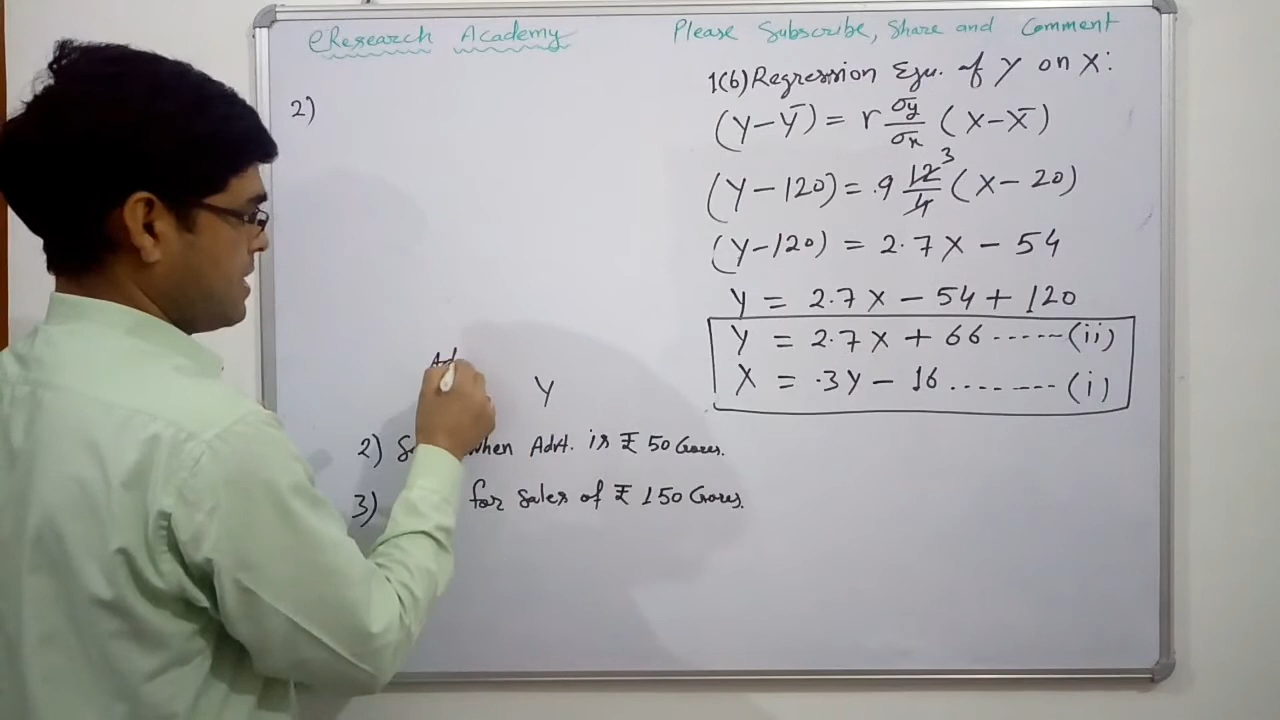 eResearch Academy
Please Subscribe, Share and Comment
1(b) Regression Equ. of Y on X:
(Y-Ȳ) = r σy/σx (X-X̄)
(Y-120) = .9 12/4 3 (X-20)
(Y-120) = 2.7X - 54
Y = 2.7X - 54 + 120
Y = 2.7X + 66 ------(ii)
X = .3Y - 16 --------(i)
2)
Ad
Y
2) when Advt. is ₹ 50 Crores.
3) for sales of ₹ 150 Crores.